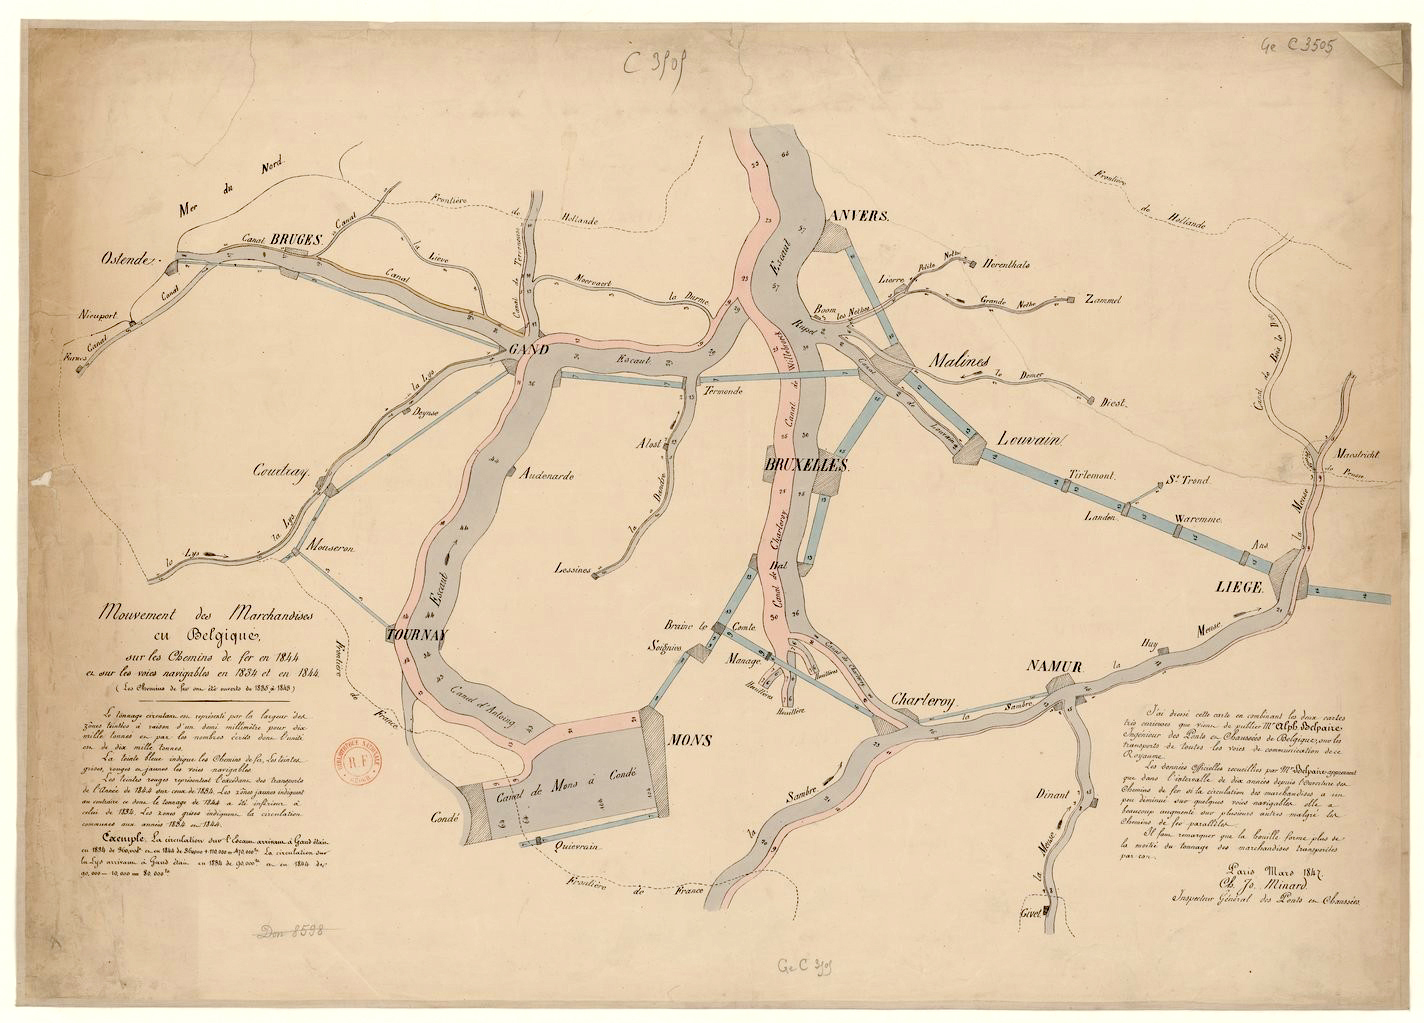 C 3505
Ge C 3505
Mer du Nord.
Frontière de Hollande
Frontière de Hollande
Ostende
Canal
BRUGES
Canal
la Liève
Canal
Canal
Nieuport
Canal
Furnes
Canal de Terneuse
Moervaert
la Durme
GAND
Escaut
Termonde
ANVERS.
Escaut
Boom
Rupel
les Nethes
Lierre
Petite Nethe
Herenthals
Grande Nethe
Zammel
Malines
la Demer
Diest
Canal de Louvain
Canal de Willebroek
Louvain
Tirlemont
Landen
St Trond
Waremme
Ans
LIEGE.
Canal de Bois le Duc
Maestricht
la Meuse
la Lys
Deynse
Courtray
la Lys
la Lys
Mouscron
Audenarde
Alost
la Dendre
Lessines
BRUXELLES
Canal de Charleroy
Hal
Braine le Comte
Soignies
Manage
Houillères
Houillère
Houillères
Canal de Charleroy
Charleroy
la Sambre
NAMUR
la Meuse
Huy
Dinant
la Meuse
Givet
TOURNAY
Escaut
Canal d'Antoing
MONS
Canal de Mons à Condé
Condé
Quievrain
la Sambre
Frontière de France
Frontière de France
Mouvement des Marchandises
en Belgique,
sur les Chemins de fer en 1844
et sur les voies navigables en 1834 et en 1844.
(Les Chemins de fer ont été ouverts de 1835 à 1843)
Le tonnage circulant est représenté par la largeur des
zônes teintées à raison d'un demi millimètre pour dix
mille tonnes et par les nombres écrits dont l'unité
est de dix mille tonnes.
La teinte bleue indique les Chemins de fer, les teintes
grises, rouges et jaunes les voies navigables.
Les teintes rouges représentent l'excédent des transports
de l'année de 1844 sur ceux de 1834. Les zônes jaunes indiquent
au contraire ce dont le tonnage de 1844 a été inférieur à
celui de 1834. Les zones grises indiquent la circulation
commune aux années 1834 et 1844.
Exemple. La circulation sur l'Escaut arrivant à Gand était
en 1834 de 360,000t et en 1844 de 360,000 + 110,000 = 470,000t. La circulation sur
la Lys arrivant à Gand était en 1834 de 90,000t et en 1844 de
90,000 — 10,000 = 80,000t
BIBLIOTHÈQUE NATIONALE
R.F.
Don 8598
J'ai dressé cette carte en combinant les deux cartes
très curieuses que vient de publier Mr Alph. Belpaire
Ingénieur des Ponts et Chaussées de Belgique, sur les
transports de toutes les voies de communication de ce
Royaume.
Les données officielles recueillies par Mr Belpaire apprennent
que dans l'intervalle de dix années depuis l'ouverture des
Chemins de fer si la circulation des marchandises a un
peu diminué sur quelques voies navigables elle a
beaucoup augmenté sur plusieurs autres malgré les
Chemins de fer parallèles.
Il faut remarquer que la houille forme plus de
la moitié du tonnage des marchandises transportées
par eau.
Paris Mars 1847.
Ch. Jh. Minard
Inspecteur Général des Ponts et Chaussées.
Ge C 3505